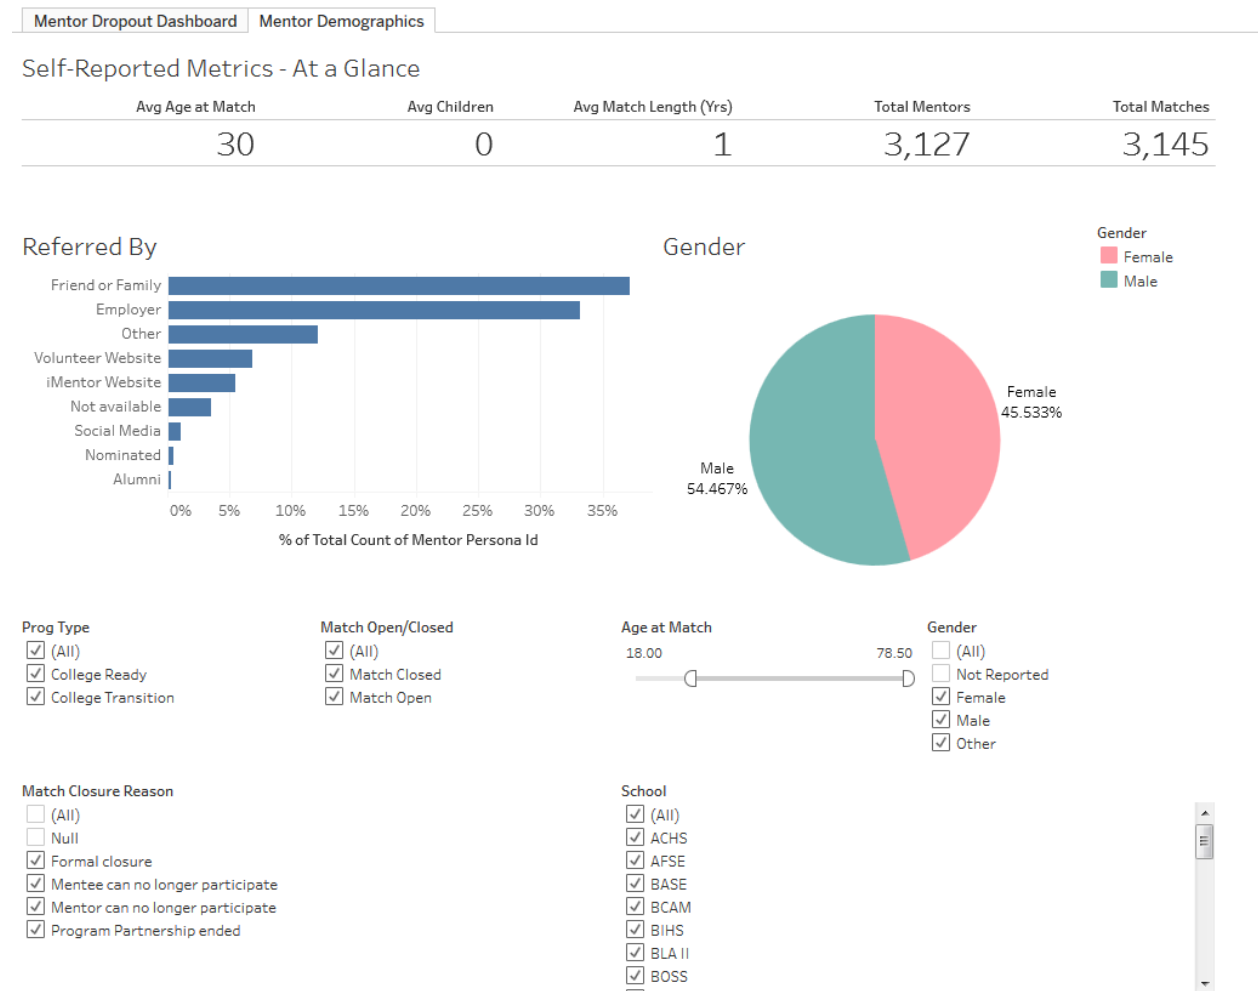 Mentor Dropout Dashboard Mentor Demographics
Self-Reported Metrics - At a Glance
Avg Age at Match Avg Children Avg Match Length (Yrs) Total Mentors Total Matches
30 0 1 3,127 3,145
Referred By
Friend or Family
Employer
Other
Volunteer Website
iMentor Website
Not available
Social Media
Nominated
Alumni
0% 5% 10% 15% 20% 25% 30% 35%
% of Total Count of Mentor Persona Id
Gender
Gender
Female
Male
Female
45.533%
Male
54.467%
Prog Type
(All)
College Ready
College Transition
Match Open/Closed
(All)
Match Closed
Match Open
Age at Match
18.00 78.50
Gender
(All)
Not Reported
Female
Male
Other
Match Closure Reason
(All)
Null
Formal closure
Mentee can no longer participate
Mentor can no longer participate
Program Partnership ended
School
(All)
ACHS
AFSE
BASE
BCAM
BIHS
BLA II
BOSS